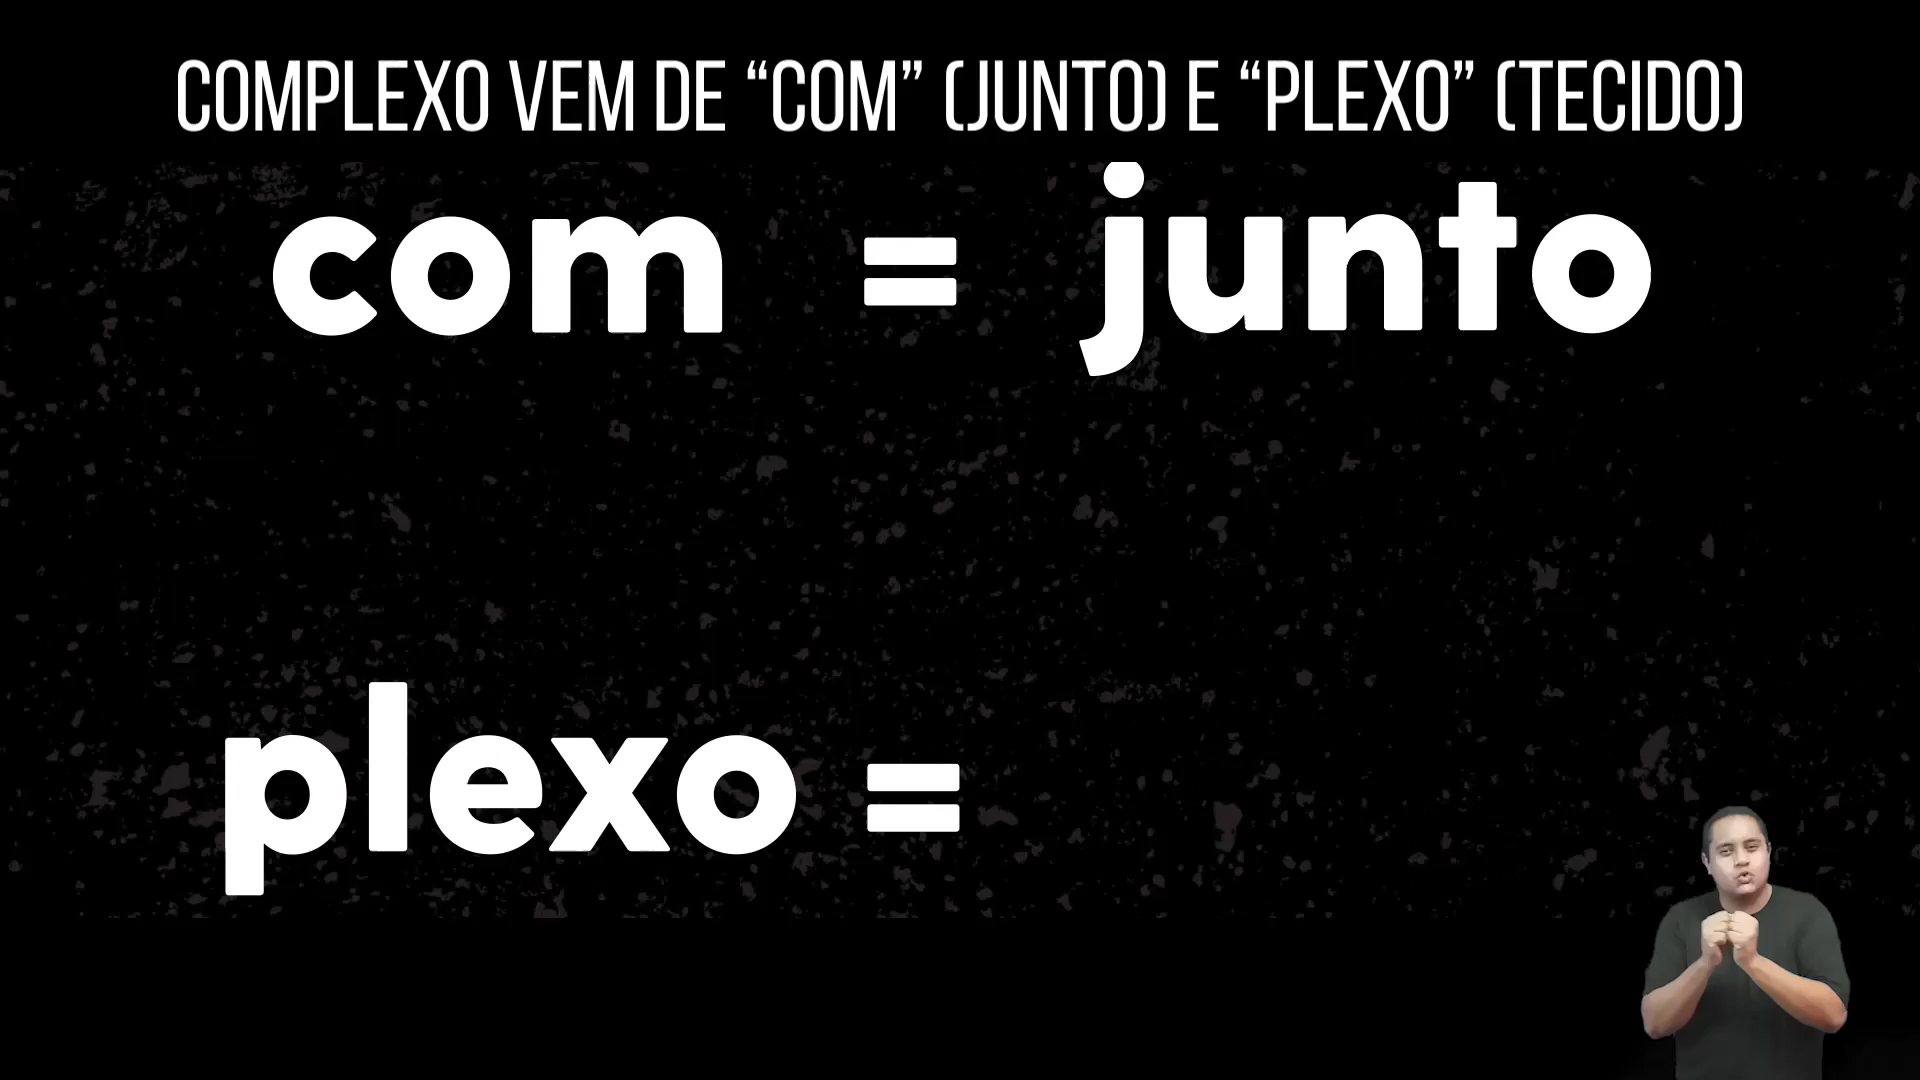 COMPLEXO VEM DE “COM” (JUNTO) E “PLEXO” (TECIDO)
com = junto
plexo =